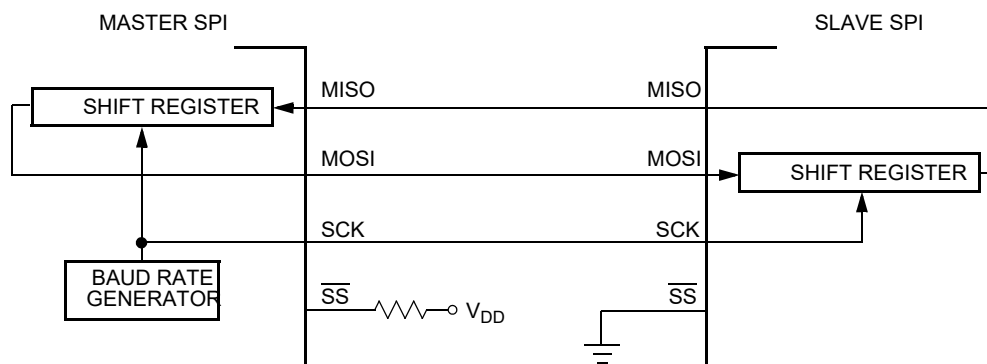 MASTER SPI
SLAVE SPI
MISO
MISO
SHIFT REGISTER
MOSI
MOSI
SHIFT REGISTER
SCK
SCK
BAUD RATE
GENERATOR
SS
VDD
SS